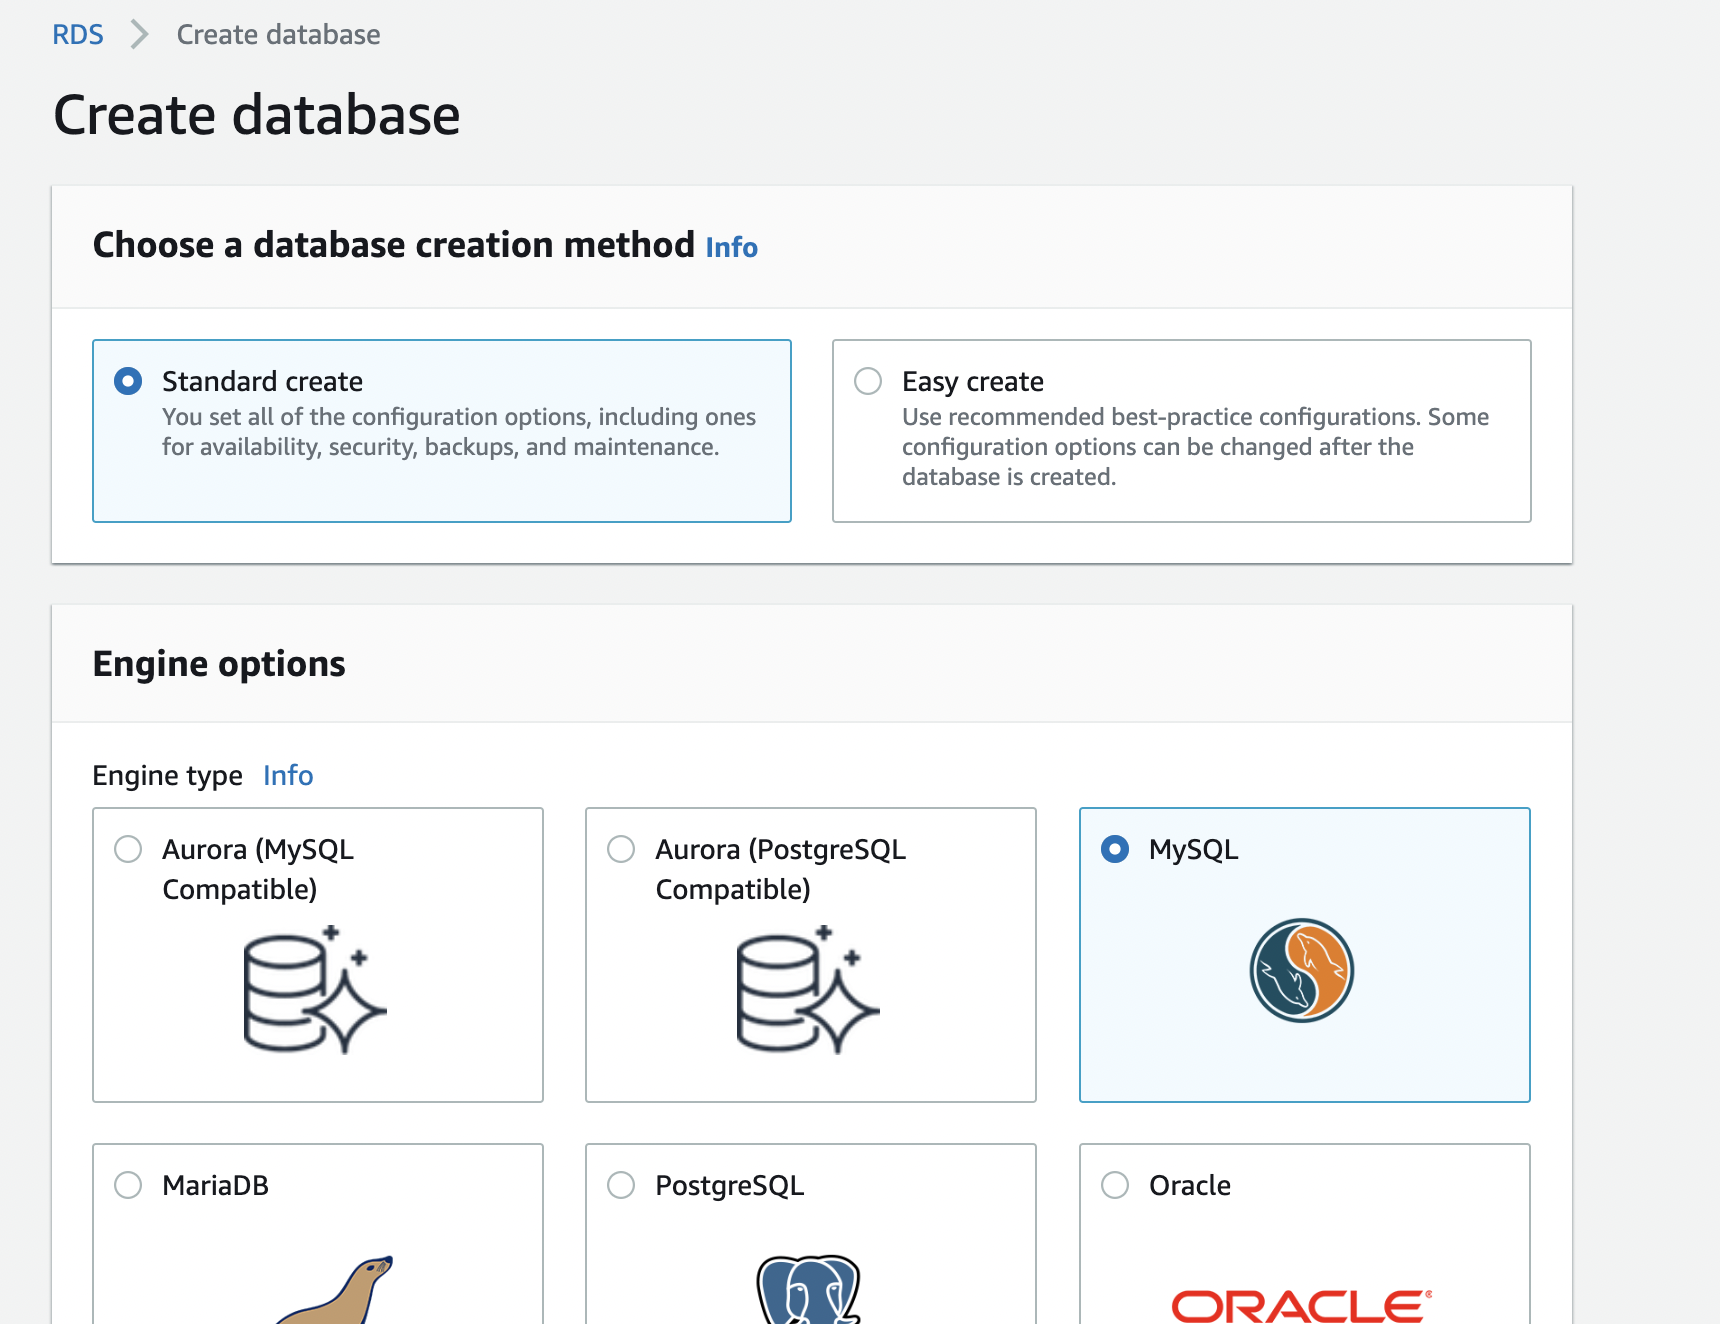 RDS > Create database
Create database
Choose a database creation method Info
Standard create
You set all of the configuration options, including ones
for availability, security, backups, and maintenance.
Easy create
Use recommended best-practice configurations. Some
configuration options can be changed after the
database is created.
Engine options
Engine type Info
Aurora (MySQL
Compatible)
Aurora (PostgreSQL
Compatible)
MySQL
MariaDB
PostgreSQL
Oracle
ORACLE®